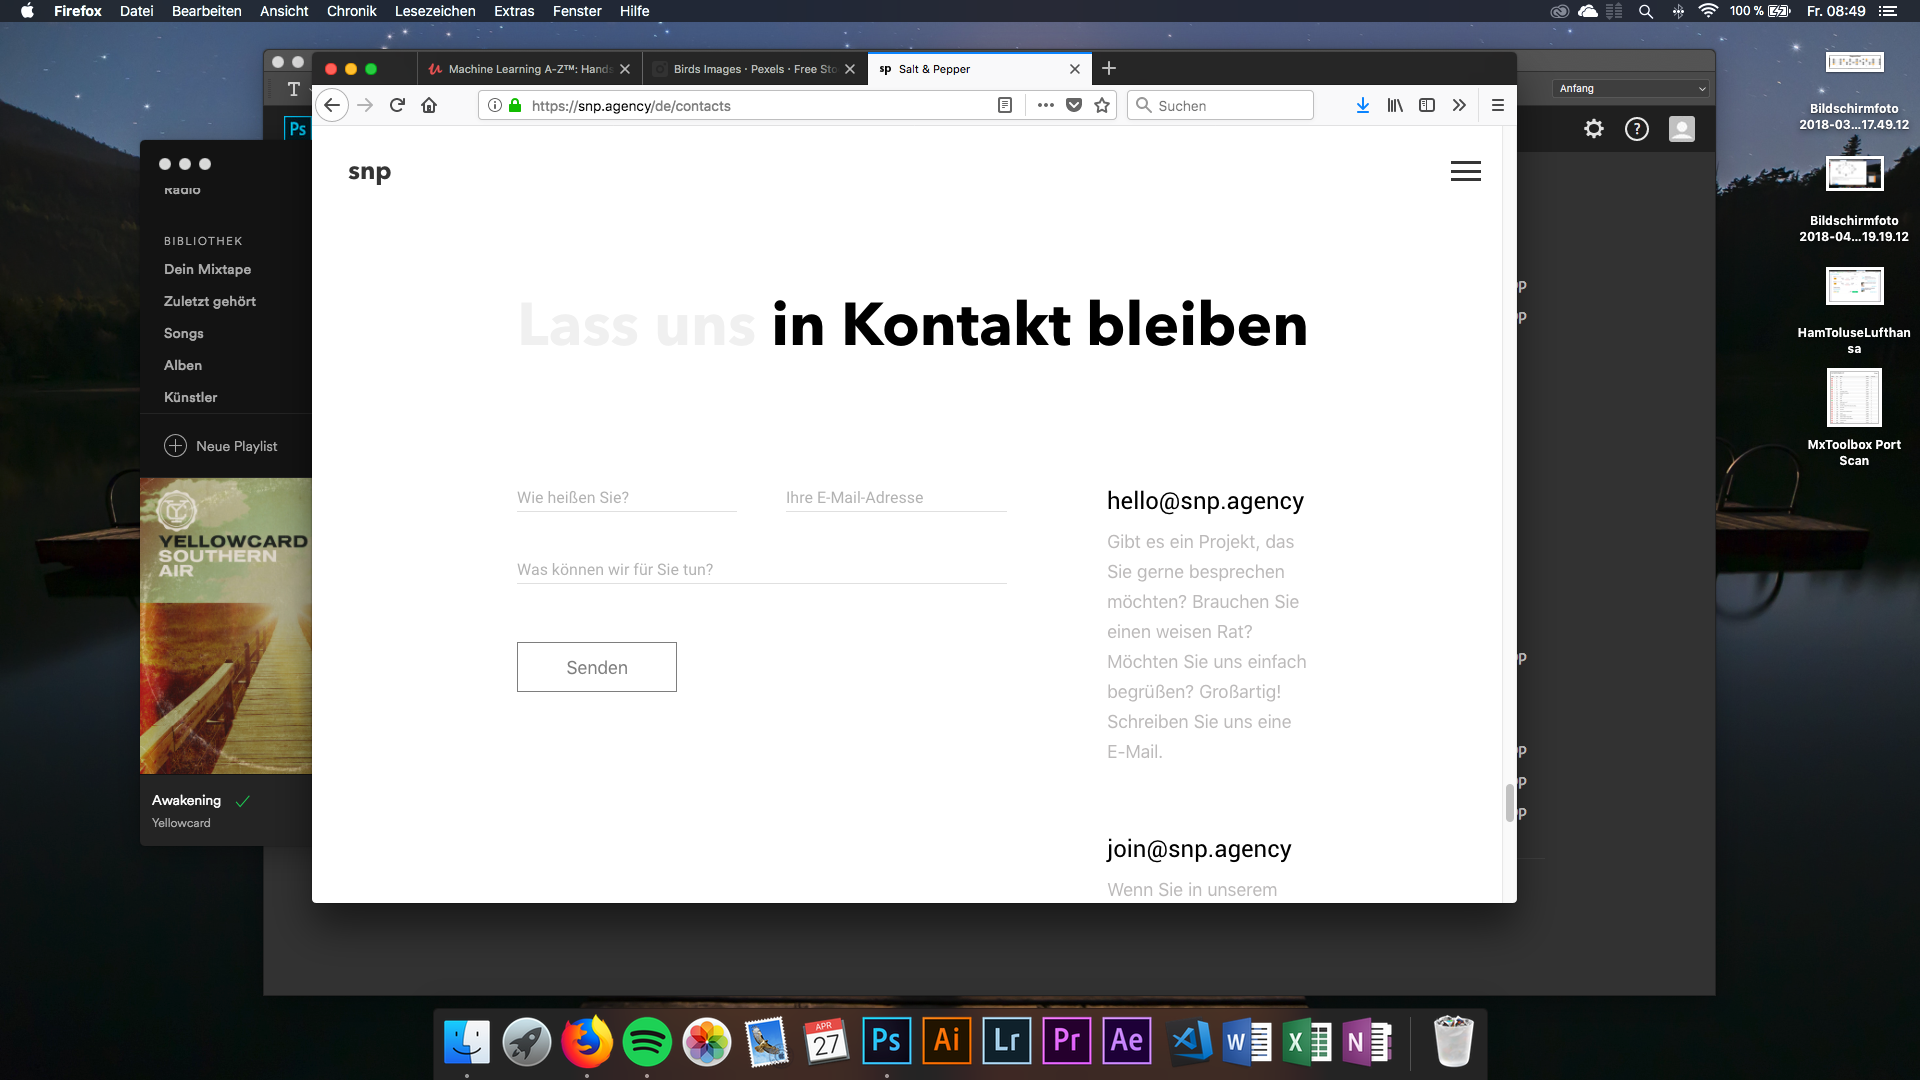 Firefox Datei Bearbeiten Ansicht Chronik Lesezeichen Extras Fenster Hilfe
100 % Fr. 08:49
Machine Learning A-Z™: Hands
Birds Images · Pexels · Free Sto
sp Salt & Pepper
https://snp.agency/de/contacts
Suchen
T
Anfang
Ps
snp
Radio
BIBLIOTHEK
Dein Mixtape
Zuletzt gehört
Songs
Alben
Künstler
Neue Playlist
YELLOWCARD
SOUTHERN
AIR
Awakening
Yellowcard
Lass uns in Kontakt bleiben
Wie heißen Sie?
Ihre E-Mail-Adresse
Was können wir für Sie tun?
Senden
hello@snp.agency
Gibt es ein Projekt, das
Sie gerne besprechen
möchten? Brauchen Sie
einen weisen Rat?
Möchten Sie uns einfach
begrüßen? Großartig!
Schreiben Sie uns eine
E-Mail.
join@snp.agency
Wenn Sie in unserem
Bildschirmfoto
2018-03...17.49.12
Bildschirmfoto
2018-04...19.19.12
HamToluseLufthan
sa
MxToolbox Port
Scan
APR
27
Ps Ai Lr Pr Ae W X N